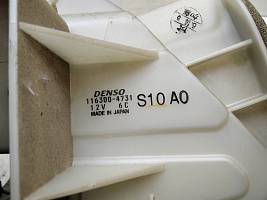 DENSO
116300-4731
12V 6C
MADE IN JAPAN
S10 A0